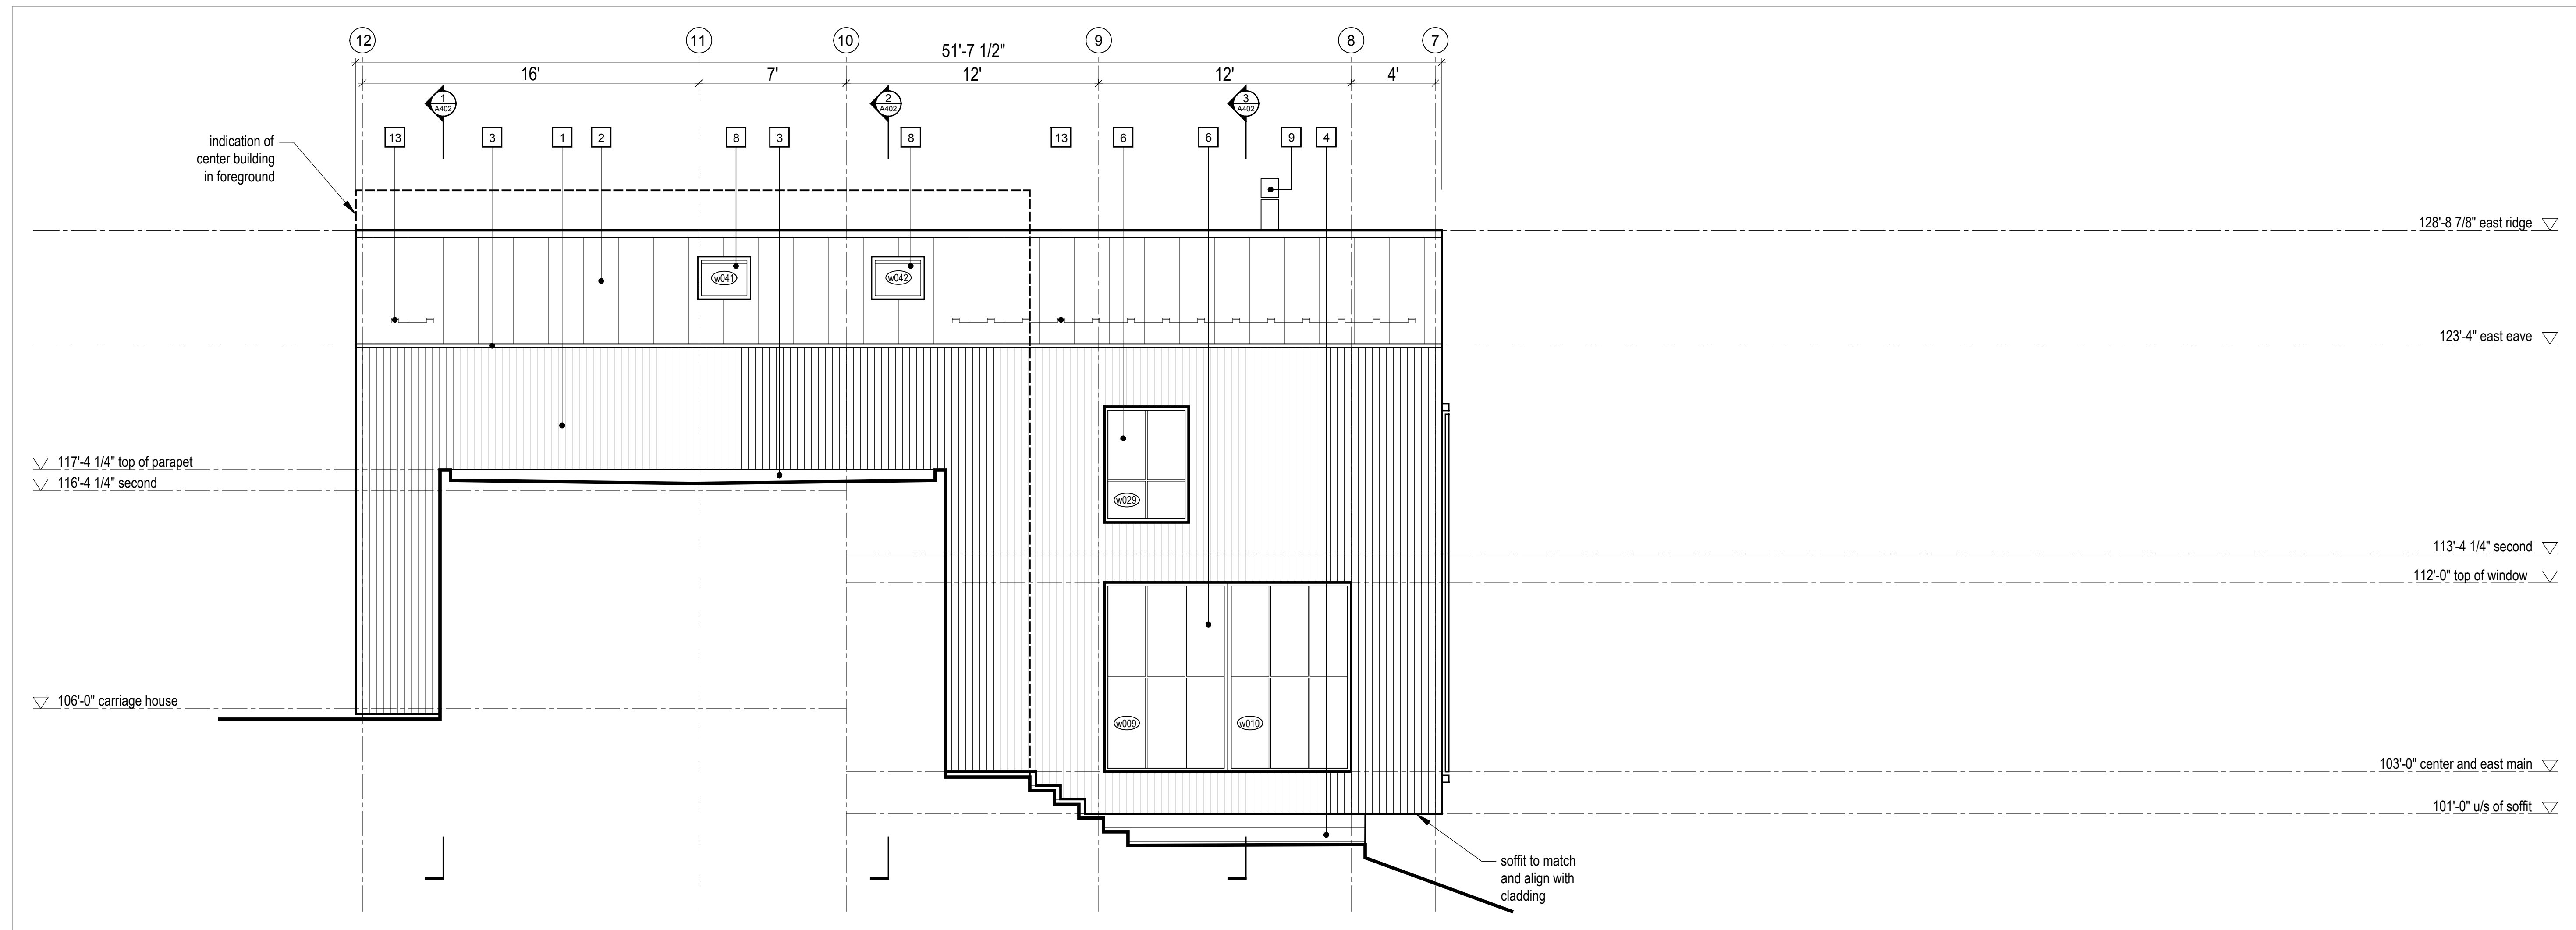 12 11 10 9 8 7
51'-7 1/2"
16' 7' 12' 12' 4'
1 2 3
A402 A402 A402
13 3 1 2 8 3 8 13 6 6 9 4
indication of
center building
in foreground
128'-8 7/8" east ridge
w041 w042
123'-4" east eave
117'-4 1/4" top of parapet
116'-4 1/4" second
w029
113'-4 1/4" second
112'-0" top of window
106'-0" carriage house
w009 w010
103'-0" center and east main
101'-0" u/s of soffit
soffit to match
and align with
cladding